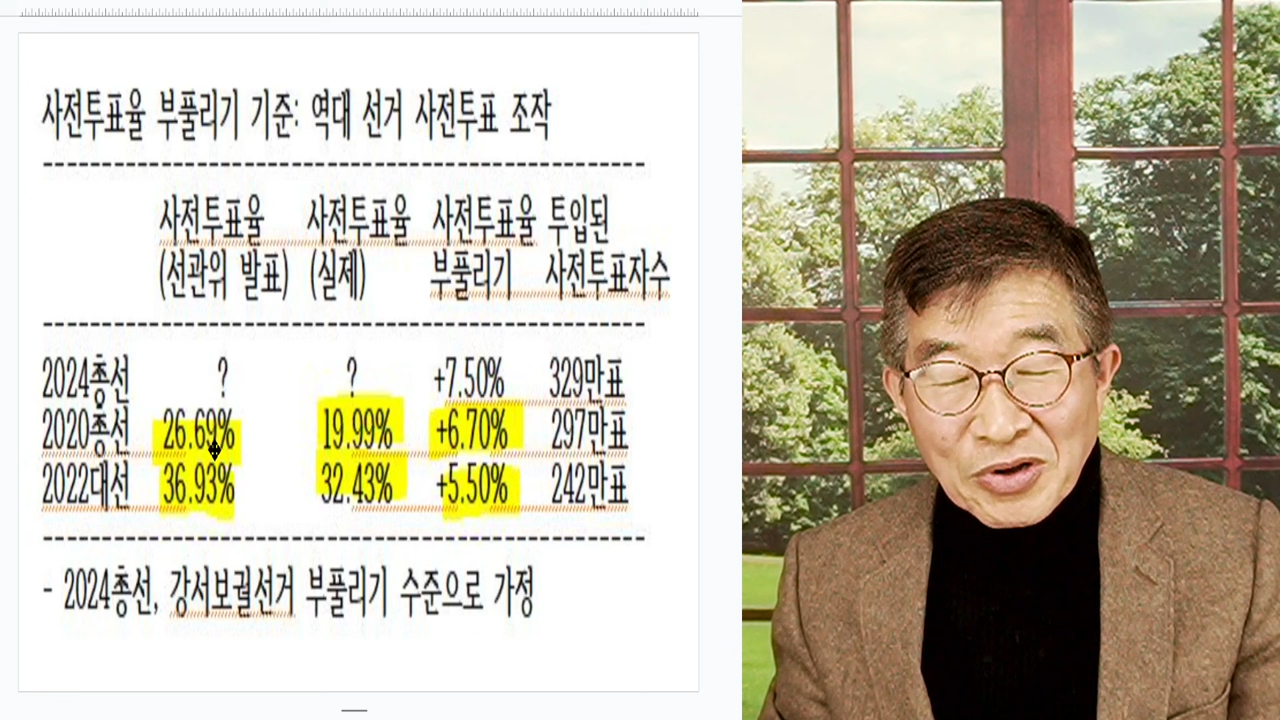 사전투표율 부풀리기 기준: 역대 선거 사전투표 조작
--------------------------------------------------
사전투표율 사전투표율 사전투표율 투입된
(선관위 발표) (실제) 부풀리기 사전투표자수
--------------------------------------------------
2024총선 ? ? +7.50% 329만표
2020총선 26.69% 19.99% +6.70% 297만표
2022대선 36.93% 32.43% +5.50% 242만표
--------------------------------------------------
- 2024총선, 강서보궐선거 부풀리기 수준으로 가정